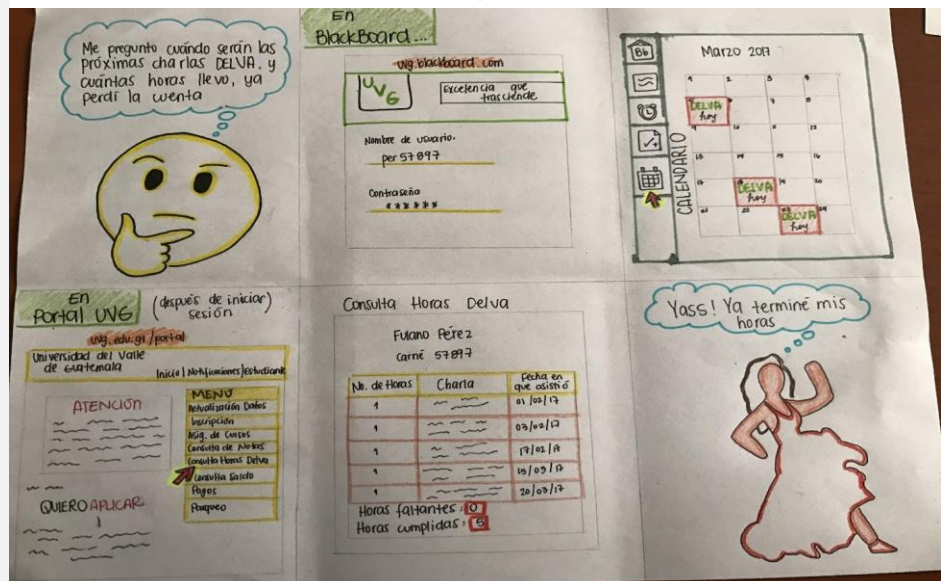 Me pregunto cuándo serán las
próximas charlas DELVA, y
cuántas horas llevo, ya
perdí la cuenta
En
BlackBoard...
uvg.blackboard.com
UVG
Excelencia que
trasciende
Nombre de usuario.
per57897
Contraseña
******
Bb
CALENDARIO
Marzo 2017
DELVA
hoy
DELVA
hoy
DELVA
hoy
En
Portal UVG
(después de iniciar)
sesión
uvg.edu.gt/portal
Universidad del Valle
de Guatemala
Inicio | Notificaciones | Estudiante
ATENCIÓN
QUIERO APLICAR
MENÚ
Actualización Datos
Inscripción
Asig. de Cursos
Consulta de Notas
Consulta Horas Delva
Consulta Saldo
Pagos
Parqueo
Consulta Horas Delva
Fulano Pérez
Carné 57897
No. de Horas Charla Fecha en
que asistió
1 01/02/17
1 03/02/17
1 17/02/17
1 15/03/17
1 20/03/17
Horas faltantes: 0
Horas cumplidas: 5
Yass! Ya terminé mis
horas